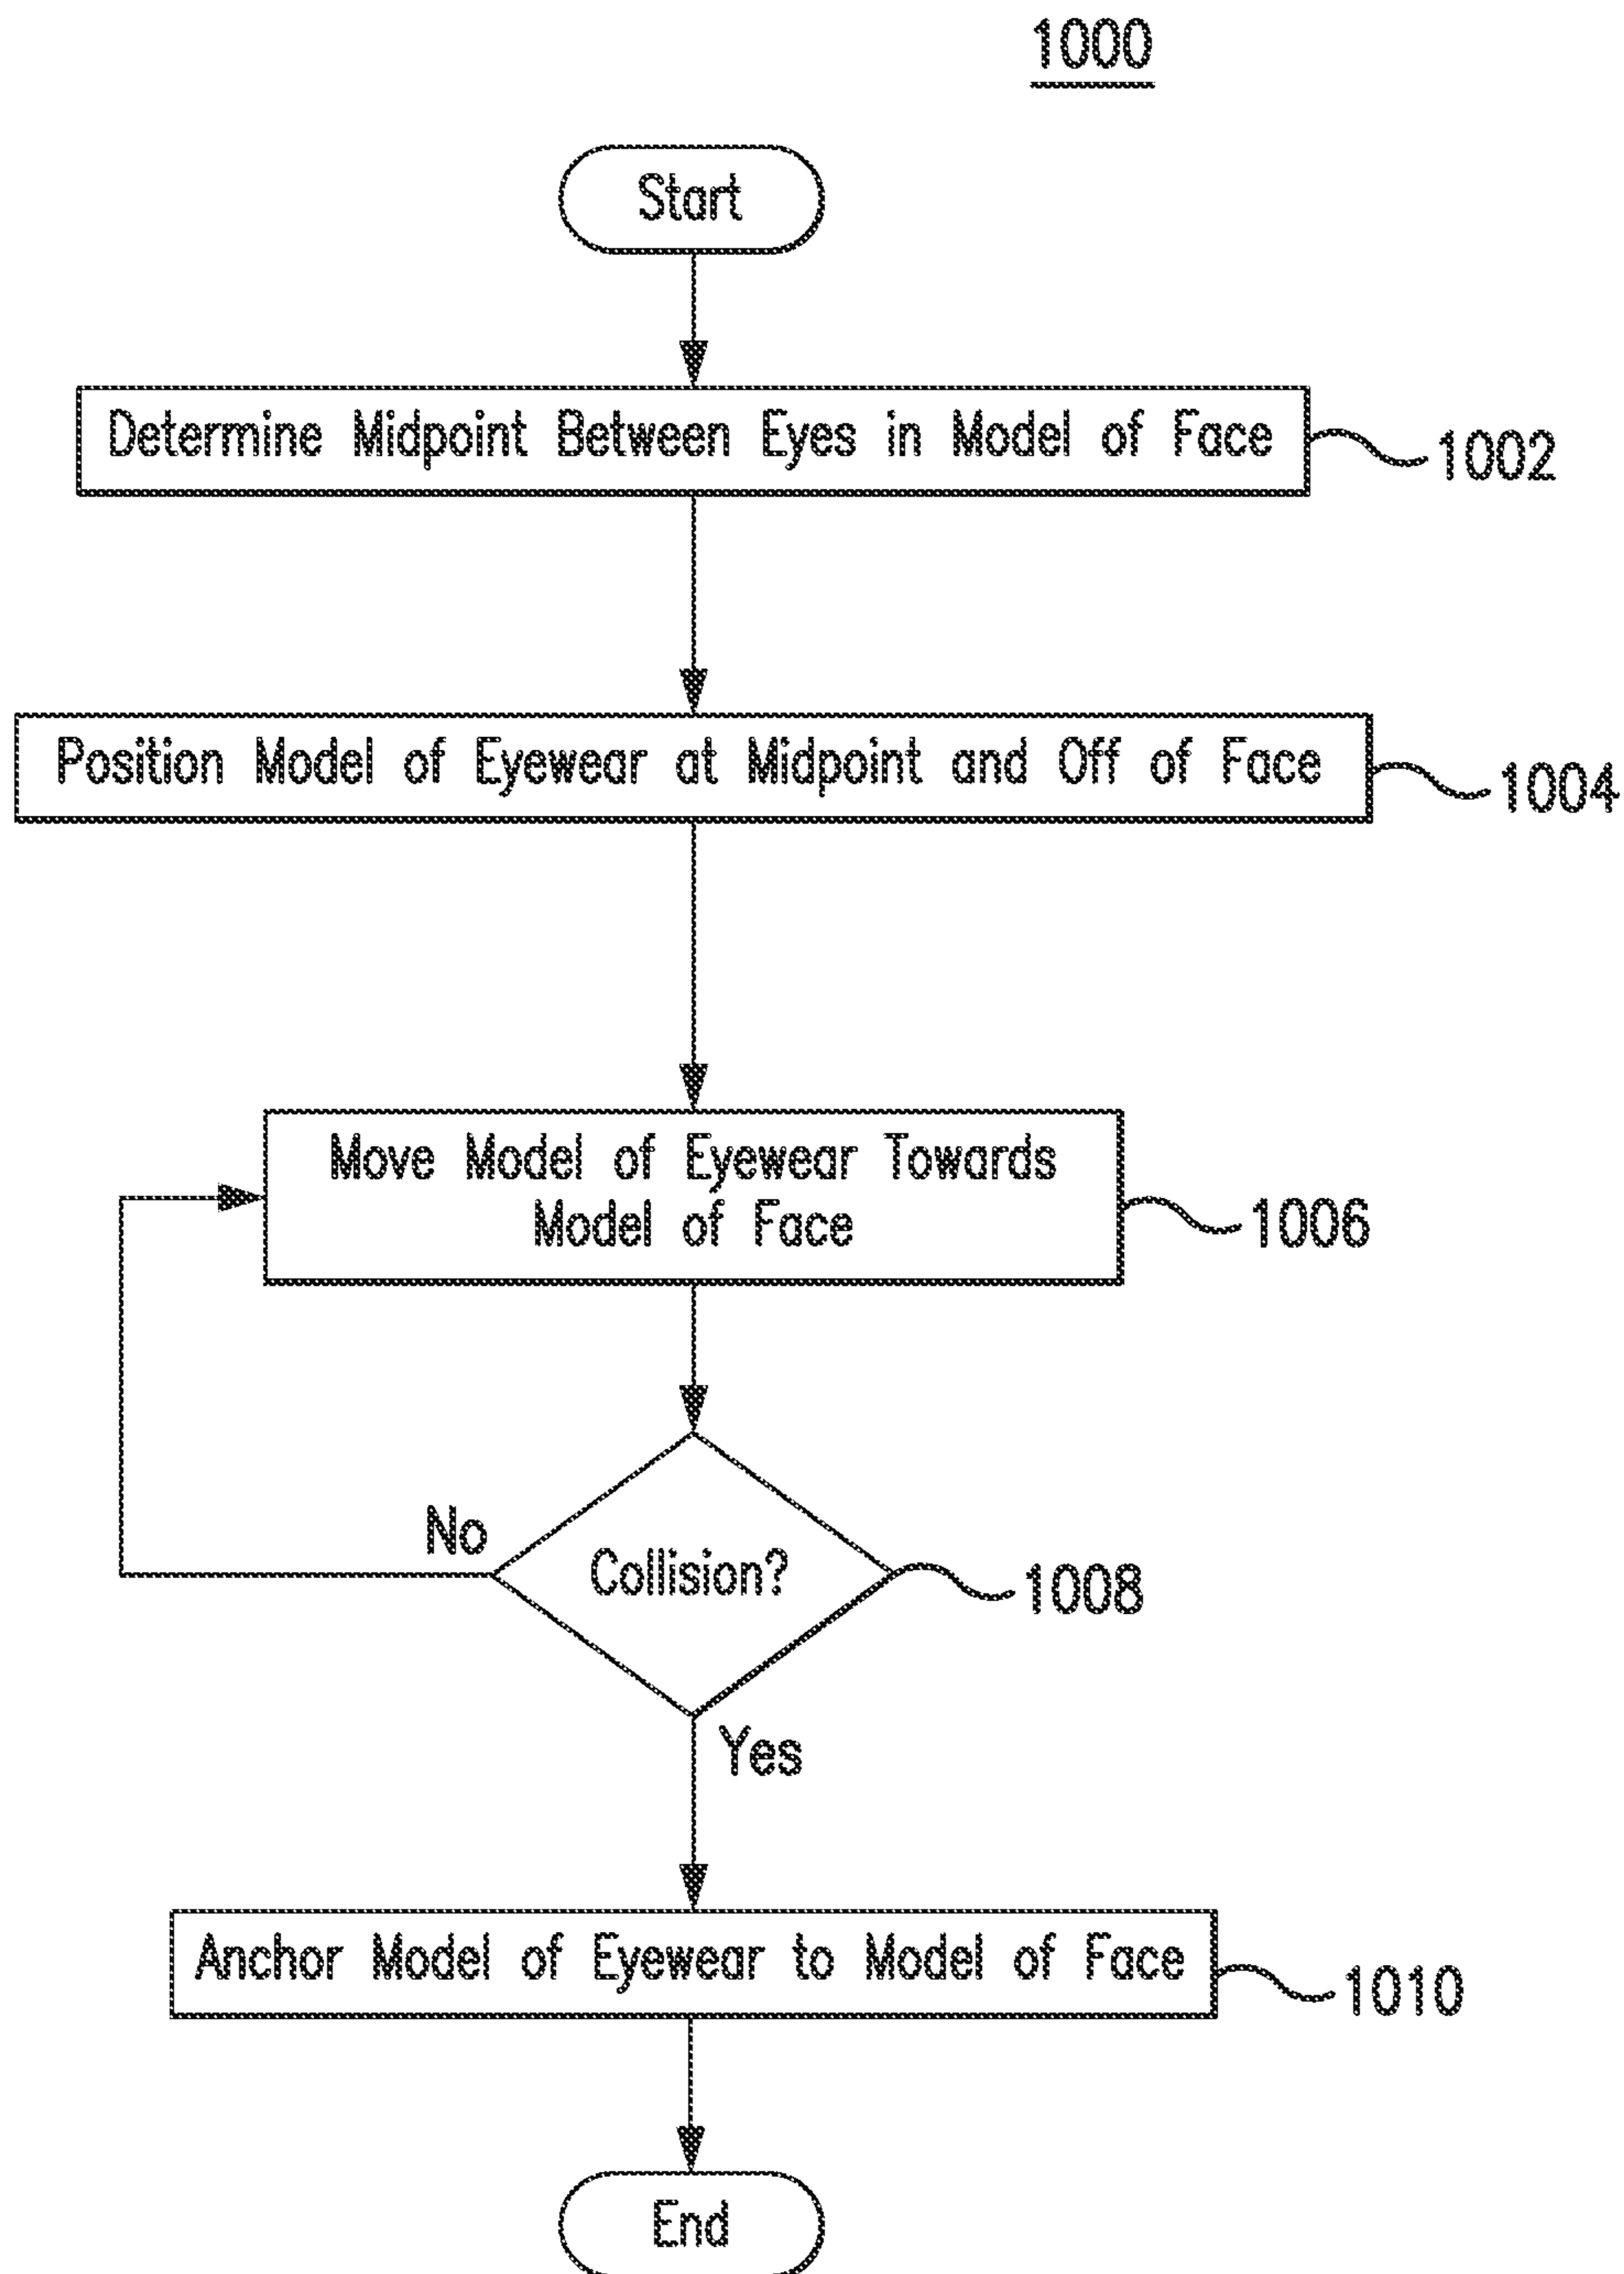 1000
Start
Determine Midpoint Between Eyes in Model of Face
1002
Position Model of Eyewear at Midpoint and Off of Face
1004
Move Model of Eyewear Towards
Model of Face
1006
No
Collision?
1008
Yes
Anchor Model of Eyewear to Model of Face
1010
End